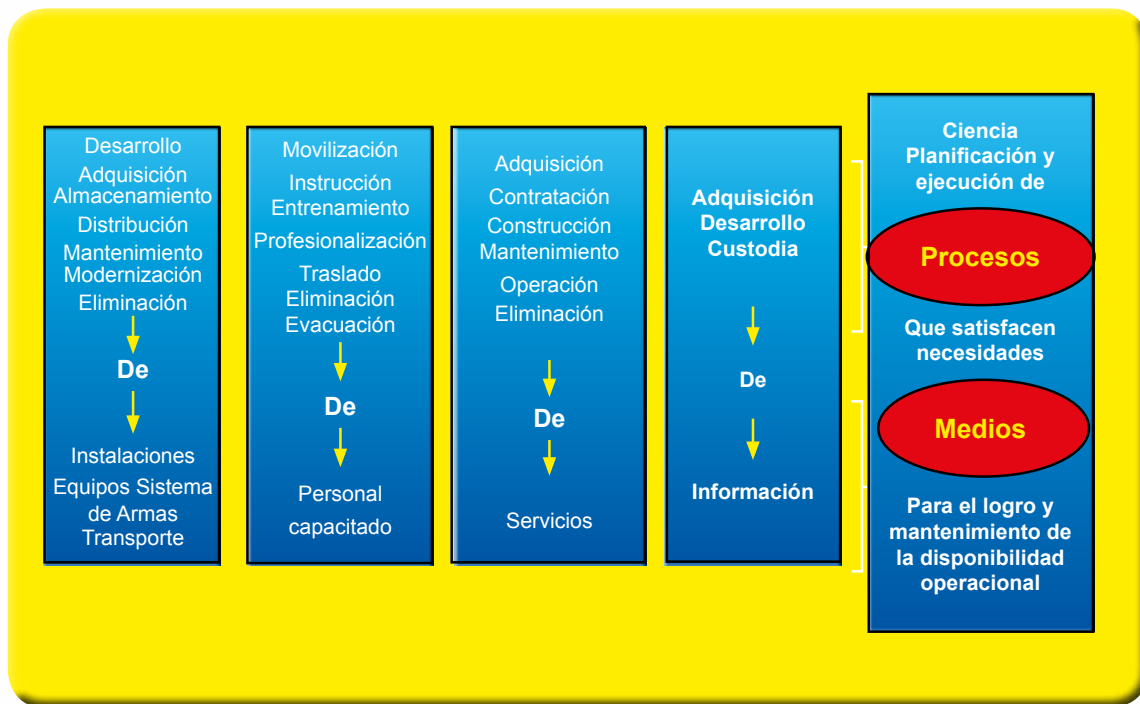 Desarrollo
Adquisición
Almacenamiento
Distribución
Mantenimiento
Modernización
Eliminación
De
Instalaciones
Equipos Sistema
de Armas
Transporte
Movilización
Instrucción
Entrenamiento
Profesionalización
Traslado
Eliminación
Evacuación
De
Personal
capacitado
Adquisición
Contratación
Construcción
Mantenimiento
Operación
Eliminación
De
Servicios
Adquisición
Desarrollo
Custodia
De
Información
Ciencia
Planificación y
ejecución de
Procesos
Que satisfacen
necesidades
Medios
Para el logro y
mantenimiento de
la disponibilidad
operacional